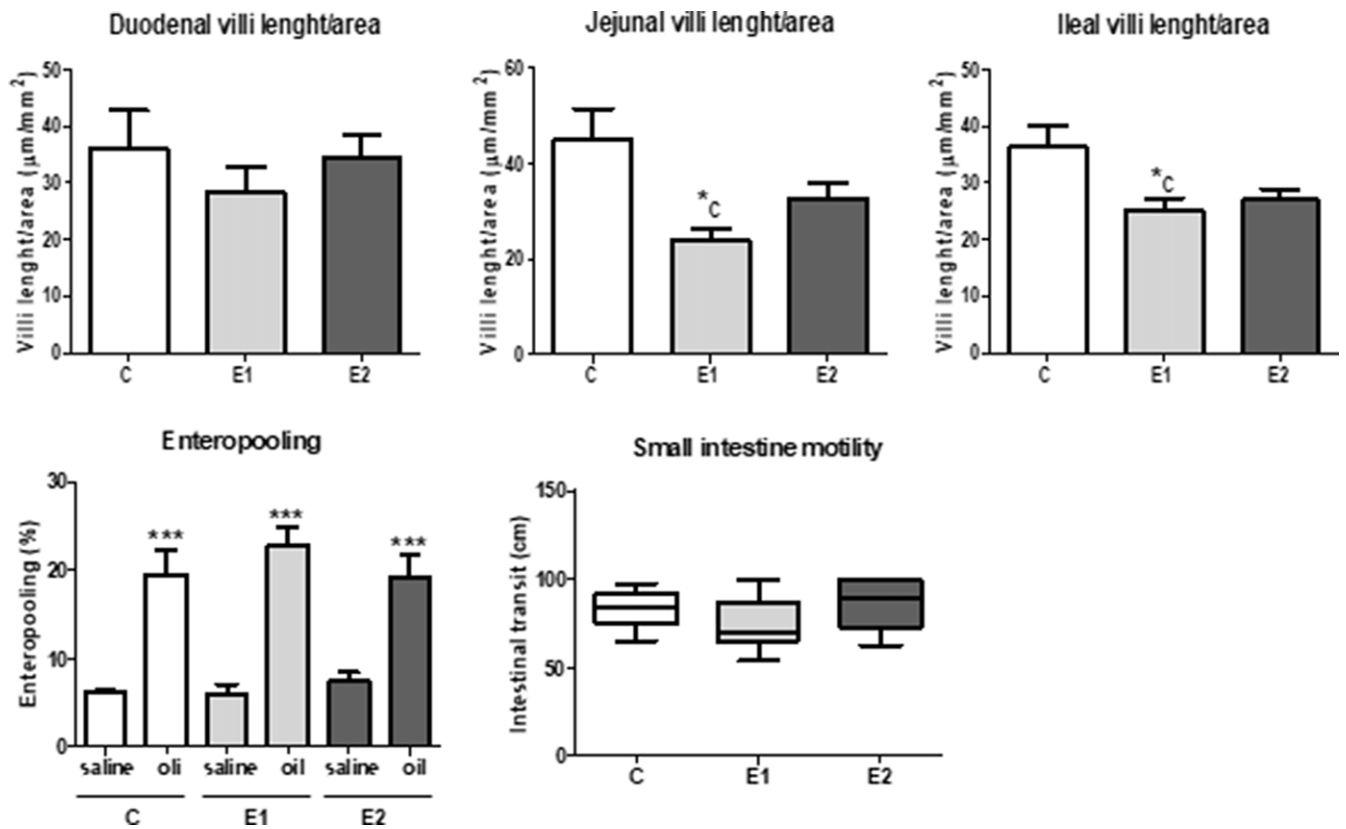 Duodenal villi lenght/area
Villi lenght/area (µm/mm²)
50
40
30
20
10
0
C E1 E2
Jejunal villi lenght/area
Villi lenght/area (µm/mm²)
60
40
20
0
*C
C E1 E2
Ileal villi lenght/area
Villi lenght/area (µm/mm²)
50
40
30
20
10
0
*C
C E1 E2
Enteropooling
Enteropooling (%)
30
20
10
0
*** *** ***
saline oli saline oil saline oil
C E1 E2
Small intestine motility
Intestinal transit (cm)
150
100
50
0
C E1 E2